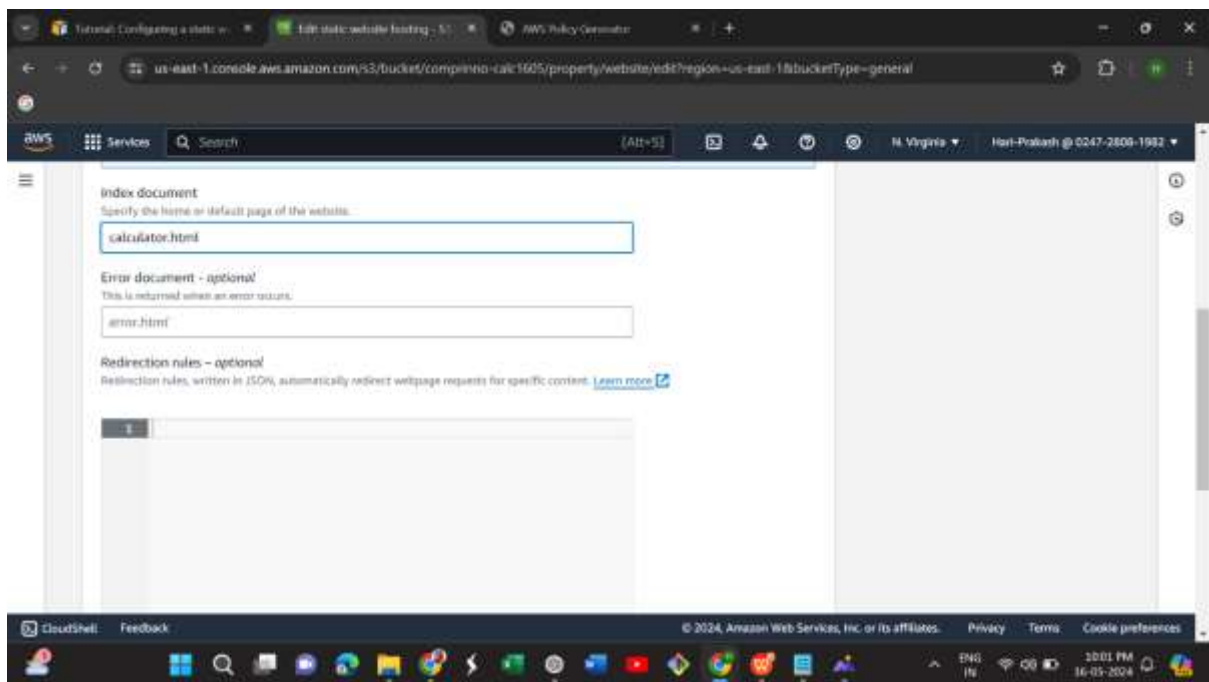 Tutorial: Configuring a static w
Edit static website hosting - S3
AWS Policy Generator
us-east-1.console.aws.amazon.com/s3/bucket/comprinno-calc1605/property/website/edit?region=us-east-1&bucketType=general
aws
Services
Search
[Alt+S]
N. Virginia
Hari-Prakash @ 0247-2808-1982
Index document
Specify the home or default page of the website.
calculator.html
Error document - optional
This is returned when an error occurs.
error.html
Redirection rules – optional
Redirection rules, written in JSON, automatically redirect webpage requests for specific content. Learn more
1
CloudShell
Feedback
© 2024, Amazon Web Services, Inc. or its affiliates.
Privacy
Terms
Cookie preferences
ENG
IN
10:01 PM
16-05-2024